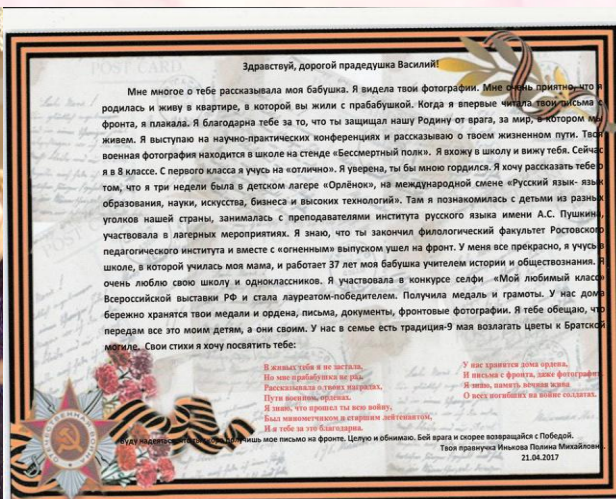 POST CARD
Здравствуй, дорогой прадедушка Василий!
Мне многое о тебе рассказывала моя бабушка. Я видела твои фотографии. Мне очень приятно, что я
родилась и живу в квартире, в которой вы жили с прабабушкой. Когда я впервые читала твои письма с
фронта, я плакала. Я благодарна тебе за то, что ты защищал нашу Родину от врага, за мир, в котором мы
живем. Я выступаю на научно-практических конференциях и рассказываю о твоем жизненном пути. Твоя
военная фотография находится в школе на стенде «Бессмертный полк». Я вхожу в школу и вижу тебя. Сейчас
я в 8 классе. С первого класса я учусь на «отлично». Я уверена, ты бы мною гордился. Я хочу рассказать тебе о
том, что я три недели была в детском лагере «Орлёнок», на международной смене «Русский язык- язык
образования, науки, искусства, бизнеса и высоких технологий». Там я познакомилась с детьми из разных
уголков нашей страны, занималась с преподавателями института русского языка имени А.С. Пушкина,
участвовала в лагерных мероприятиях. Я знаю, что ты закончил филологический факультет Ростовского
педагогического института и вместе с «огненным» выпуском ушел на фронт. У меня все прекрасно, я учусь в
школе, в которой училась моя мама, и работает 37 лет моя бабушка учителем истории и обществознания. Я
очень люблю свою школу и одноклассников. Я участвовала в конкурсе селфи «Мой любимый класс»
Всероссийской выставки РФ и стала лауреатом-победителем. Получила медаль и грамоты. У нас дома
бережно хранятся твои медали и ордена, письма, документы, фронтовые фотографии. Я тебе обещаю, что
передам все это моим детям, а они своим. У нас в семье есть традиция-9 мая возлагать цветы к Братской
могиле. Свои стихи я хочу посвятить тебе:
В живых тебя я не застала,
Но мне прабабушка не раз
Рассказывала о твоих наградах,
Пути военном, орденах.
Я знаю, что прошел ты всю войну,
Был минометчиком и старшим лейтенантом,
И я тебе за это благодарна.
У нас хранятся дома ордена,
И письма с фронта, даже фотографии
Я знаю, память вечная жива
О всех погибших на войне солдатах.
Буду надеяться, что ты скоро получишь мое письмо на фронте. Целую и обнимаю. Бей врага и скорее возвращайся с Победой.
Твоя правнучка Инькова Полина Михайловн
21.04.2017